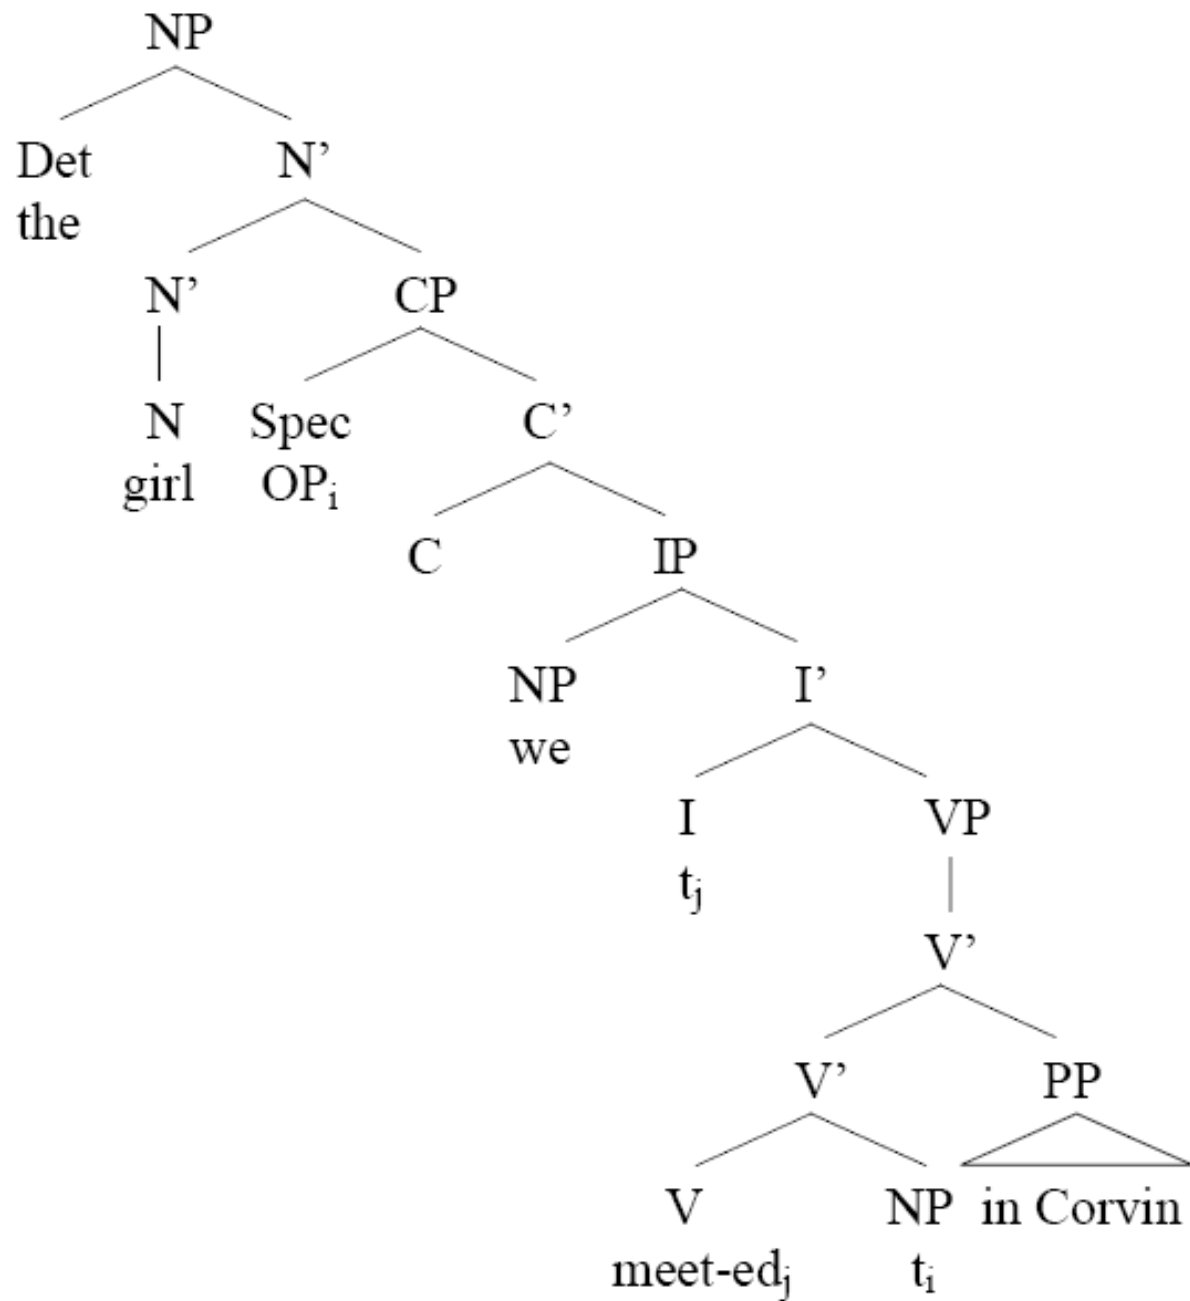 NP
Det N’
the
N’ CP
N Spec C’
girl OPi
C IP
NP I’
we
I VP
tj
V’
V’ PP
V NP in Corvin
meet-edj ti